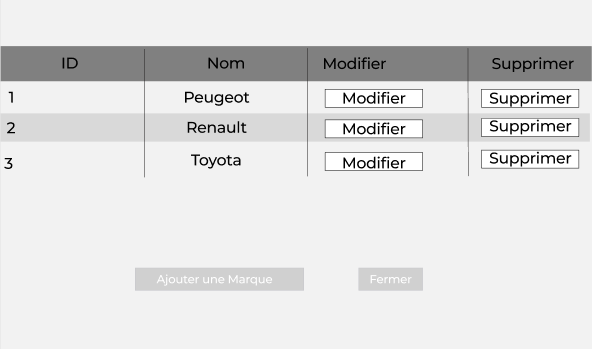 ID Nom Modifier Supprimer
1 Peugeot Modifier Supprimer
2 Renault Modifier Supprimer
3 Toyota Modifier Supprimer
Ajouter une Marque Fermer